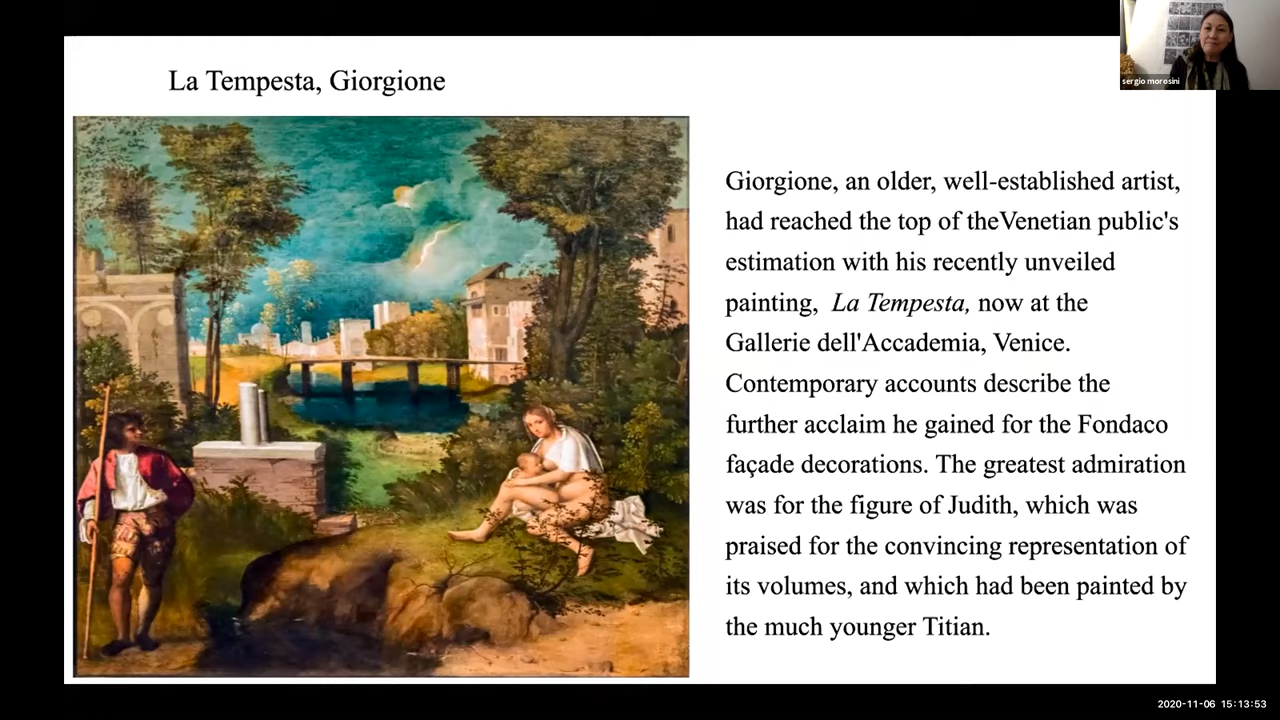 sergio morosini
La Tempesta, Giorgione
Giorgione, an older, well-established artist,
had reached the top of theVenetian public's
estimation with his recently unveiled
painting, La Tempesta, now at the
Gallerie dell'Accademia, Venice.
Contemporary accounts describe the
further acclaim he gained for the Fondaco
façade decorations. The greatest admiration
was for the figure of Judith, which was
praised for the convincing representation of
its volumes, and which had been painted by
the much younger Titian.
2020-11-06 15:13:53